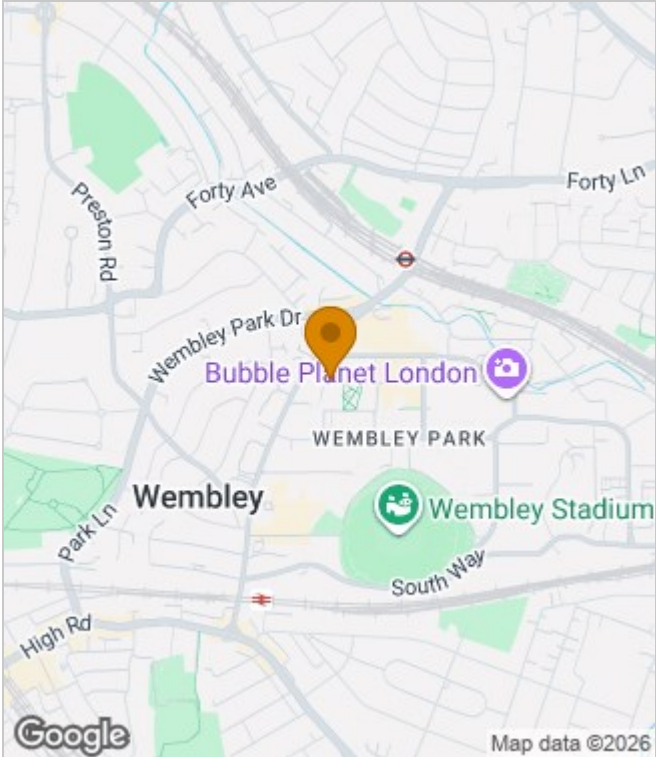 Forty Ln
Forty Ave
Preston Rd
Wembley Park Dr
Bubble Planet London
WEMBLEY PARK
Wembley
Wembley Stadium
Park Ln
South Way
High Rd
Google
Map data ©2026